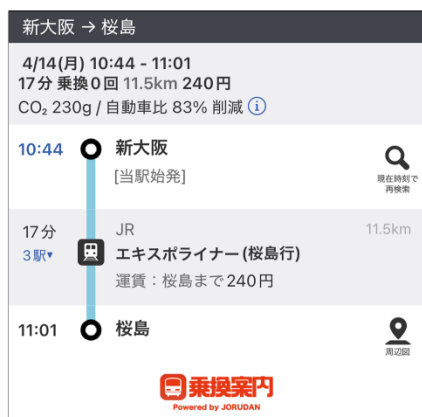 新大阪 → 桜島
4/14(月) 10:44 - 11:01
17分 乗換0回 11.5km 240円
CO₂ 230g / 自動車比 83% 削減 ⓘ
10:44 新大阪
[当駅始発]
現在時刻で
再検索
17分 JR 11.5km
3駅▾ エキスポライナー(桜島行)
運賃：桜島まで240円
11:01 桜島
周辺図
乗換案内
Powered by JORUDAN